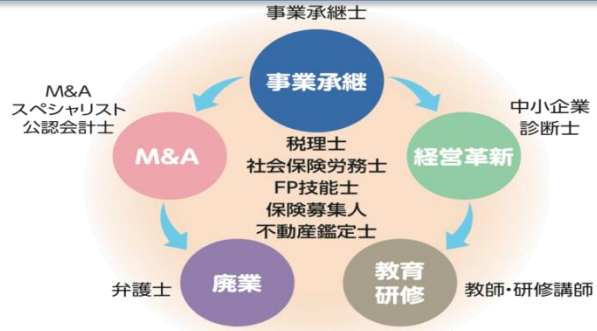 事業承継士
事業承継
M&A
スペシャリスト
公認会計士
M&A
中小企業
診断士
経営革新
税理士
社会保険労務士
FP技能士
保険募集人
不動産鑑定士
弁護士
廃業
教育
研修
教師・研修講師